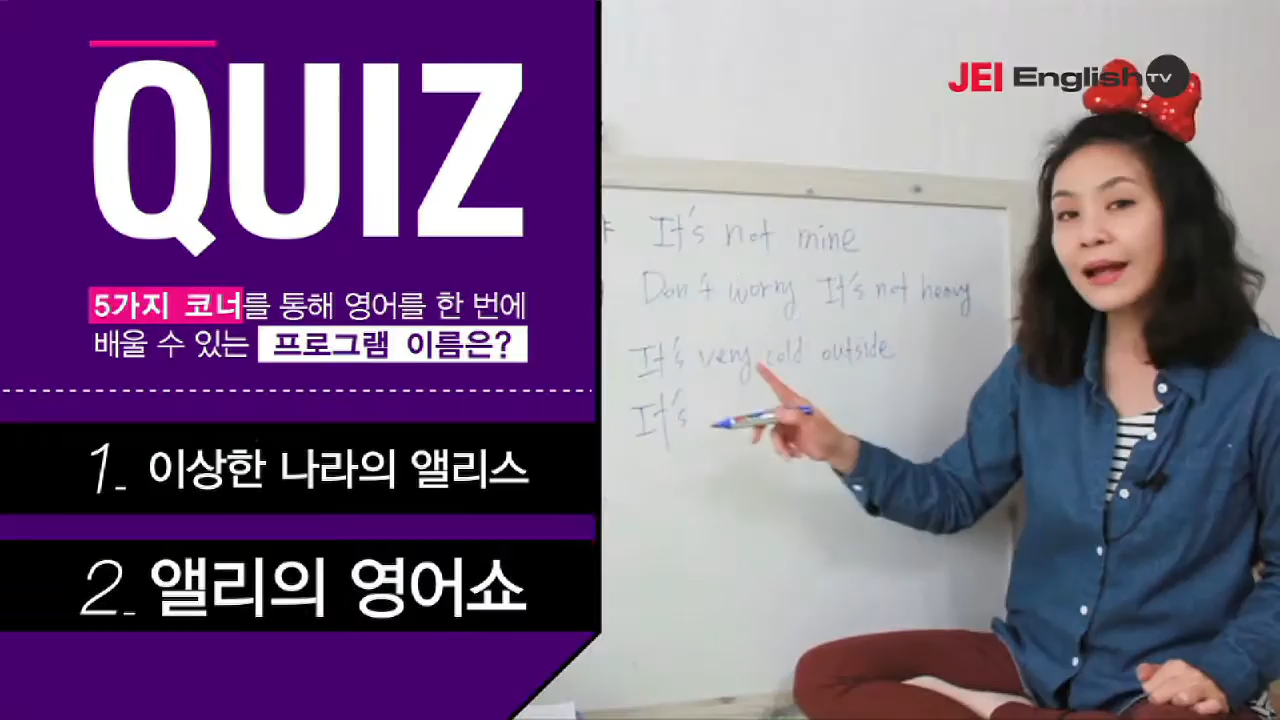 QUIZ
5가지 코너를 통해 영어를 한 번에
배울 수 있는 프로그램 이름은?
1_ 이상한 나라의 앨리스
2_ 앨리의 영어쇼
JEI English TV
It's not mine
Don't worry It's not heavy
It's very cold outside
It's